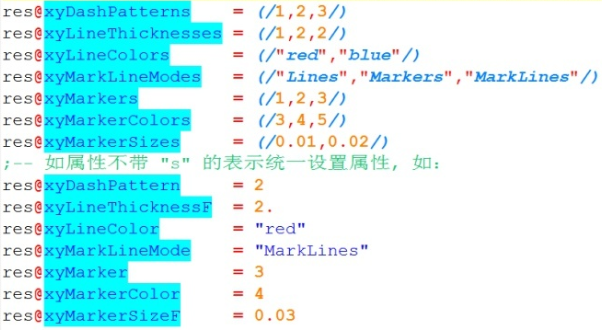 res@xyDashPatterns = (/1,2,3/)
res@xyLineThicknesses = (/1,2,2/)
res@xyLineColors = (/"red","blue"/)
res@xyMarkLineModes = (/"Lines","Markers","MarkLines"/)
res@xyMarkers = (/1,2,3/)
res@xyMarkerColors = (/3,4,5/)
res@xyMarkerSizes = (/0.01,0.02/)
;-- 如属性不带 "s" 的表示统一设置属性, 如:
res@xyDashPattern = 2
res@xyLineThicknessF = 2.
res@xyLineColor = "red"
res@xyMarkLineMode = "MarkLines"
res@xyMarker = 3
res@xyMarkerColor = 4
res@xyMarkerSizeF = 0.03